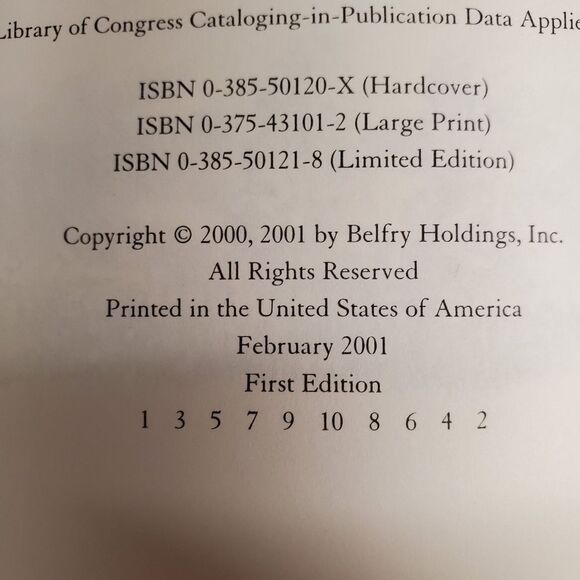 Library of Congress Cataloging-in-Publication Data Applie
ISBN 0-385-50120-X (Hardcover)
ISBN 0-375-43101-2 (Large Print)
ISBN 0-385-50121-8 (Limited Edition)
Copyright © 2000, 2001 by Belfry Holdings, Inc.
All Rights Reserved
Printed in the United States of America
February 2001
First Edition
1 3 5 7 9 10 8 6 4 2